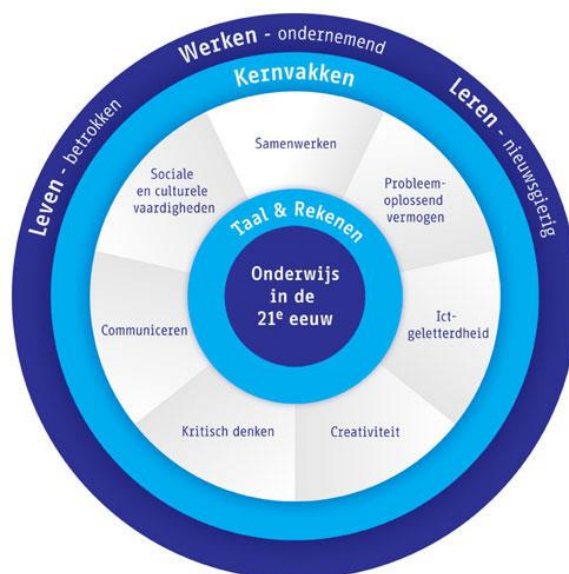 Werken - ondernemend
Leven - betrokken
Leren - nieuwsgierig
Kernvakken
Samenwerken
Probleem-
oplossend
vermogen
Ict-
geletterdheid
Creativiteit
Kritisch denken
Communiceren
Sociale
en culturele
vaardigheden
Taal & Rekenen
Onderwijs
in de
21e eeuw